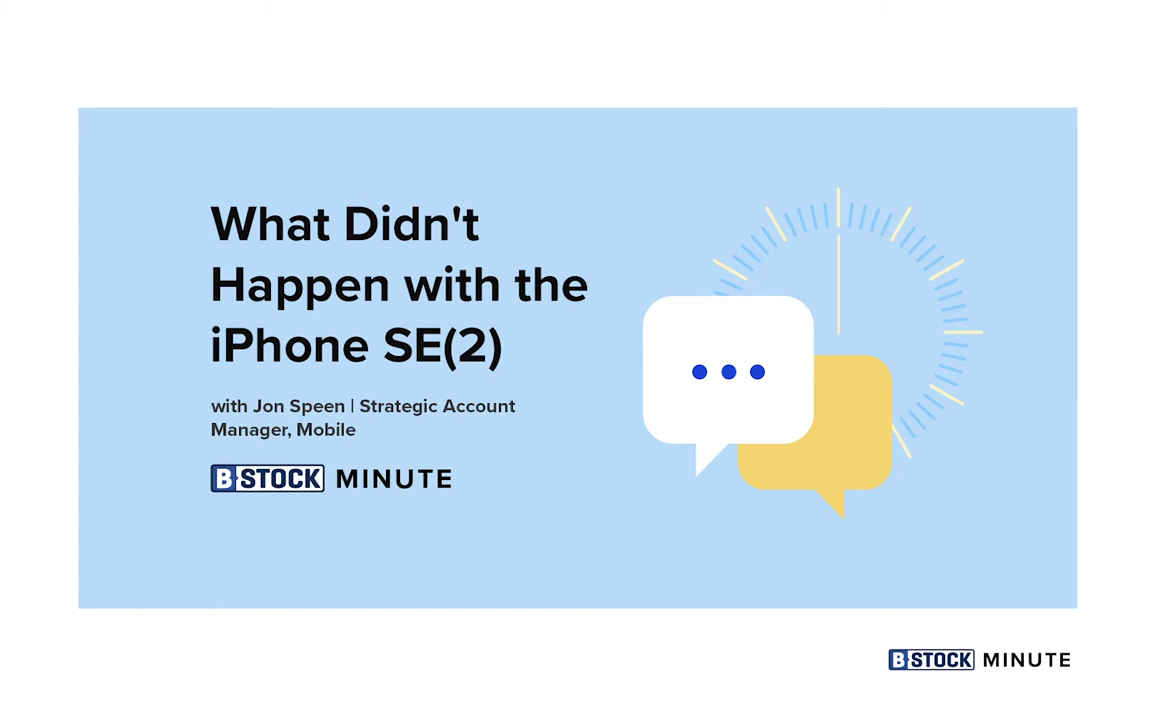 What Didn't
Happen with the
iPhone SE(2)
with Jon Speen | Strategic Account
Manager, Mobile
B-STOCK MINUTE
B-STOCK MINUTE